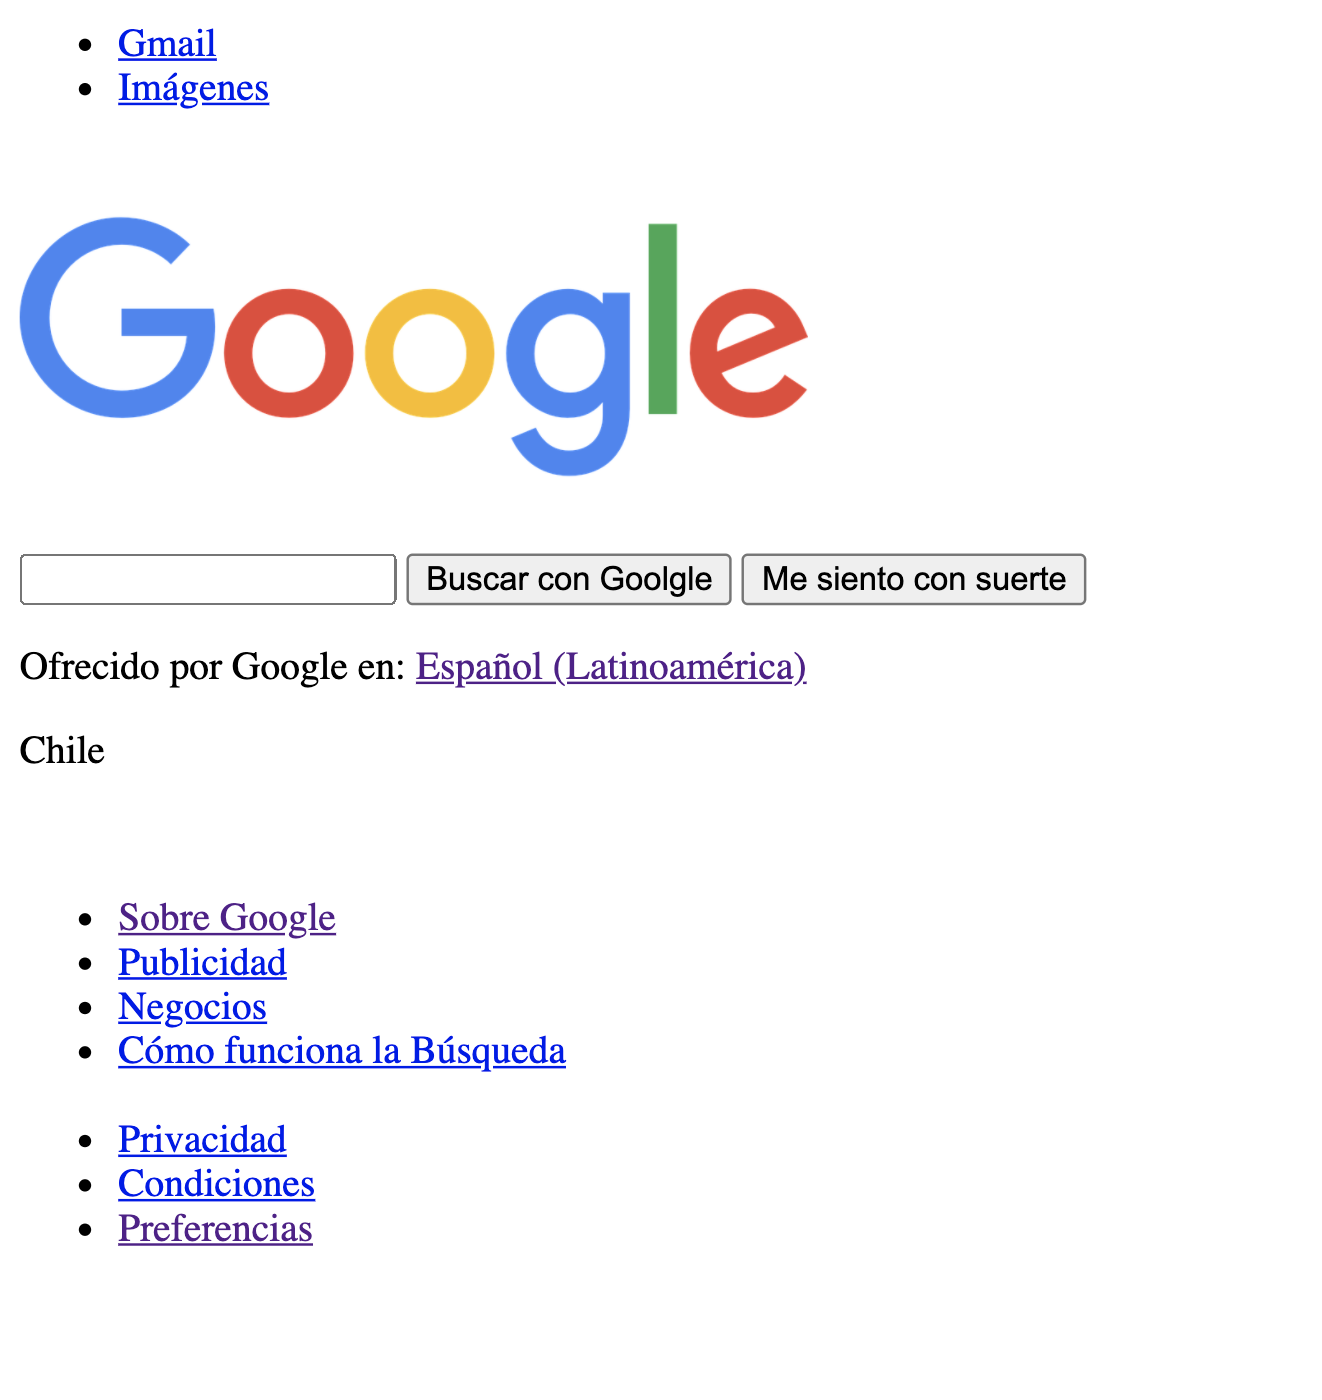 Gmail
Imágenes
Google
Buscar con Goolgle Me siento con suerte
Ofrecido por Google en: Español (Latinoamérica)
Chile
Sobre Google
Publicidad
Negocios
Cómo funciona la Búsqueda
Privacidad
Condiciones
Preferencias